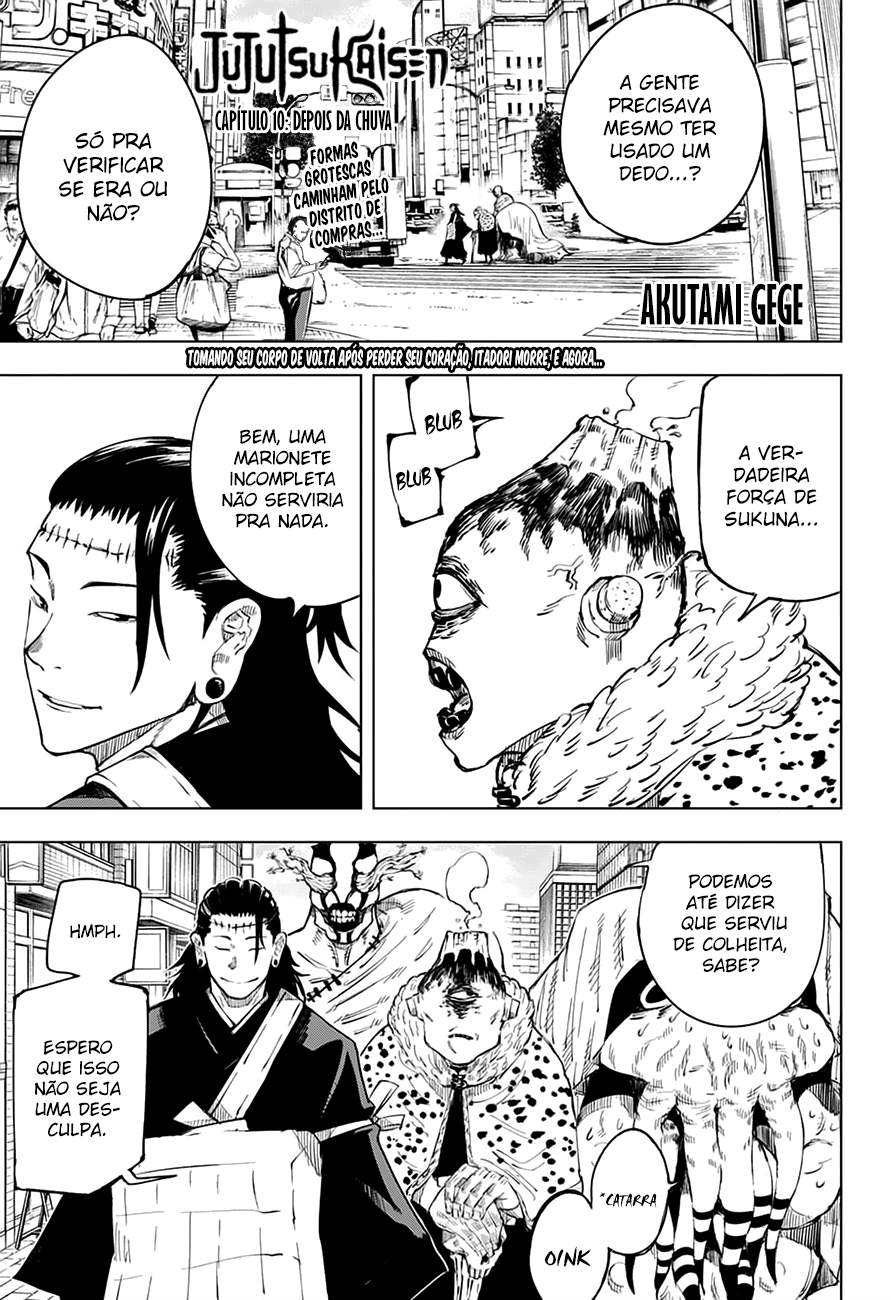 JUJUTSU KAISEN
CAPÍTULO 10: DEPOIS DA CHUVA
A GENTE
PRECISAVA
MESMO TER
USADO UM
DEDO...?
FORMAS
GROTESCAS
CAMINHAM PELO
DISTRITO DE
COMPRAS...
SÓ PRA
VERIFICAR
SE ERA OU
NÃO?
AKUTAMI GEGE
TOMANDO SEU CORPO DE VOLTA APÓS PERDER SEU CORAÇÃO, ITADORI MORRE, E AGORA...
A VER-
DADEIRA
FORÇA DE
SUKUNA...
BLUB
BLUB
BEM, UMA
MARIONETE
INCOMPLETA
NÃO SERVIRIA
PRA NADA.
PODEMOS
ATÉ DIZER
QUE SERVIU
DE COLHEITA,
SABE?
*CATARRA
OINK
HMPH.
ESPERO
QUE ISSO
NÃO SEJA
UMA DES-
CULPA.